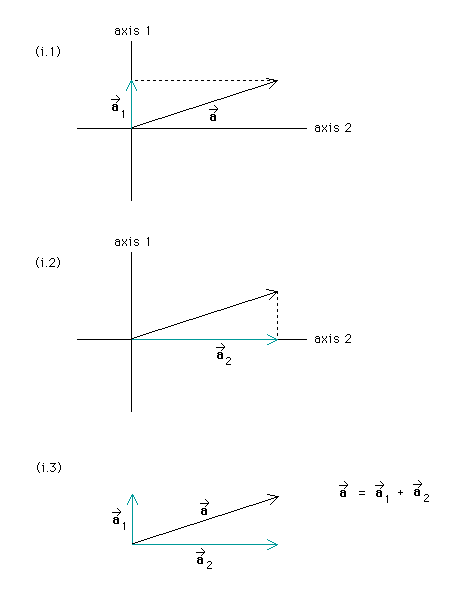 axis 1
(i.1)
a⃗₁
a⃗
axis 2
axis 1
(i.2)
axis 2
a⃗₂
(i.3)
a⃗
a⃗ = a⃗₁ + a⃗₂
a⃗₁
a⃗₂